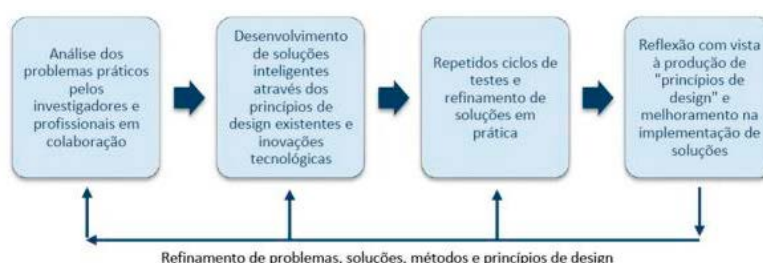 Análise dos
problemas práticos
pelos
investigadores e
profissionais em
colaboração
Desenvolvimento
de soluções
inteligentes
através dos
princípios de
design existentes e
inovações
tecnológicas
Repetidos ciclos de
testes e
refinamento de
soluções em
prática
Reflexão com vista
à produção de
"princípios de
design" e
melhoramento na
implementação de
soluções
Refinamento de problemas, soluções, métodos e princípios de design